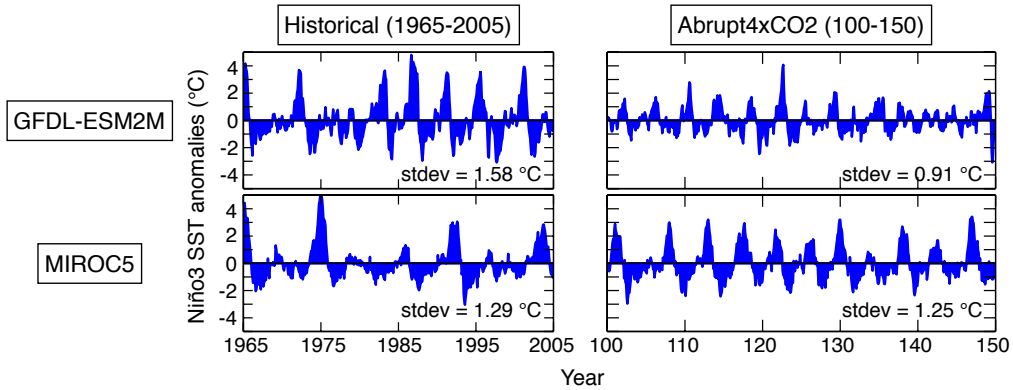 Historical (1965-2005)
Abrupt4xCO2 (100-150)
GFDL-ESM2M
MIROC5
Niño3 SST anomalies (°C)
4
2
0
-2
-4
stdev = 1.58 °C
stdev = 0.91 °C
4
2
0
-2
-4
stdev = 1.29 °C
stdev = 1.25 °C
1965 1975 1985 1995 2005
100 110 120 130 140 150
Year